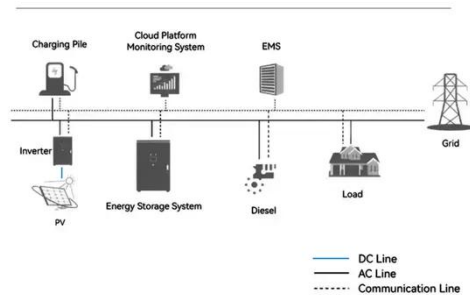 Charging Pile
Cloud Platform
Monitoring System
EMS
Grid
Inverter
PV
Energy Storage System
Diesel
Load
DC Line
AC Line
Communication Line